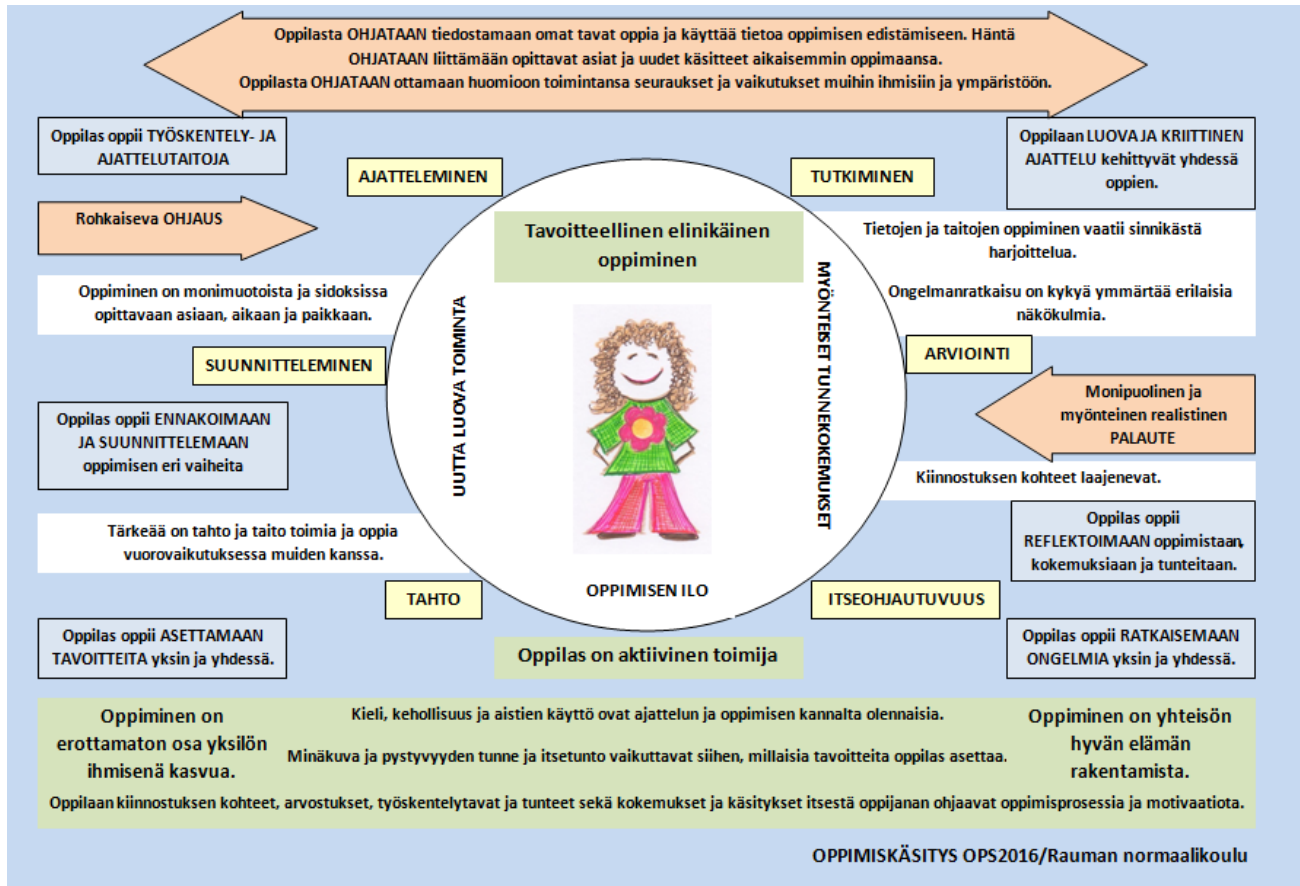 Oppilasta OHJATAAN tiedostamaan omat tavat oppia ja käyttää tietoa oppimisen edistämiseen. Häntä
OHJATAAN liittämään opittavat asiat ja uudet käsitteet aikaisemmin oppimaansa.
Oppilasta OHJATAAN ottamaan huomioon toimintansa seuraukset ja vaikutukset muihin ihmisiin ja ympäristöön.
Oppilas oppii TYÖSKENTELY- JA
AJATTELUTAITOJA
Oppilaan LUOVA JA KRIITTINEN
AJATTELU kehittyvät yhdessä
oppien.
AJATTELEMINEN
TUTKIMINEN
Rohkaiseva OHJAUS
Tavoitteellinen elinikäinen
oppiminen
Tietojen ja taitojen oppiminen vaatii sinnikästä
harjoittelua.
Oppiminen on monimuotoista ja sidoksissa
opittavaan asiaan, aikaan ja paikkaan.
Ongelmanratkaisu on kykyä ymmärtää erilaisia
näkökulmia.
UUTTA LUOVA TOIMINTA
MYÖNTEISET TUNNEKOKEMUKSET
SUUNNITTELEMINEN
ARVIOINTI
Oppilas oppii ENNAKOIMAAN
JA SUUNNITTELEMAAN
oppimisen eri vaiheita
Monipuolinen ja
myönteinen realistinen
PALAUTE
Kiinnostuksen kohteet laajenevat.
Tärkeää on tahto ja taito toimia ja oppia
vuorovaikutuksessa muiden kanssa.
Oppilas oppii
REFLEKTOIMAAN oppimistaan,
kokemuksiaan ja tunteitaan.
TAHTO
OPPIMISEN ILO
ITSEOHJAUTUVUUS
Oppilas oppii ASETTAMAAN
TAVOITTEITA yksin ja yhdessä.
Oppilas on aktiivinen toimija
Oppilas oppii RATKAISEMAAN
ONGELMIA yksin ja yhdessä.
Oppiminen on
erottamaton osa yksilön
ihmisenä kasvua.
Kieli, kehollisuus ja aistien käyttö ovat ajattelun ja oppimisen kannalta olennaisia.
Minäkuva ja pystyvyyden tunne ja itsetunto vaikuttavat siihen, millaisia tavoitteita oppilas asettaa.
Oppiminen on yhteisön
hyvän elämän
rakentamista.
Oppilaan kiinnostuksen kohteet, arvostukset, työskentelytavat ja tunteet sekä kokemukset ja käsitykset itsestä oppijanan ohjaavat oppimisprosessia ja motivaatiota.
OPPIMISKÄSITYS OPS2016/Rauman normaalikoulu